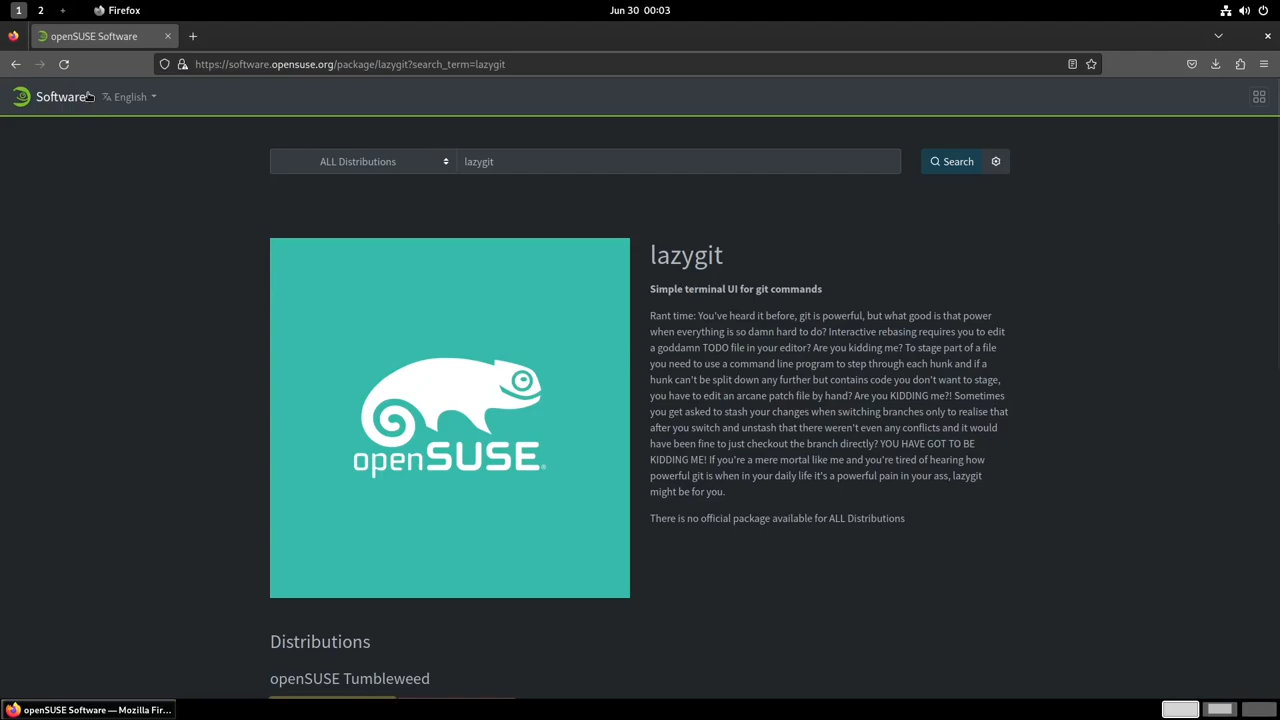 1 2 + Firefox Jun 30 00:03
openSUSE Software
https://software.opensuse.org/package/lazygit?search_term=lazygit
Software English
ALL Distributions lazygit Search
lazygit
Simple terminal UI for git commands
Rant time: You've heard it before, git is powerful, but what good is that power
when everything is so damn hard to do? Interactive rebasing requires you to edit
a goddamn TODO file in your editor? Are you kidding me? To stage part of a file
you need to use a command line program to step through each hunk and if a
hunk can't be split down any further but contains code you don't want to stage,
you have to edit an arcane patch file by hand? Are you KIDDING me?! Sometimes
you get asked to stash your changes when switching branches only to realise that
after you switch and unstash that there weren't even any conflicts and it would
have been fine to just checkout the branch directly? YOU HAVE GOT TO BE
KIDDING ME! If you're a mere mortal like me and you're tired of hearing how
powerful git is when in your daily life it's a powerful pain in your ass, lazygit
might be for you.
There is no official package available for ALL Distributions
openSUSE
Distributions
openSUSE Tumbleweed
openSUSE Software — Mozilla Fir...